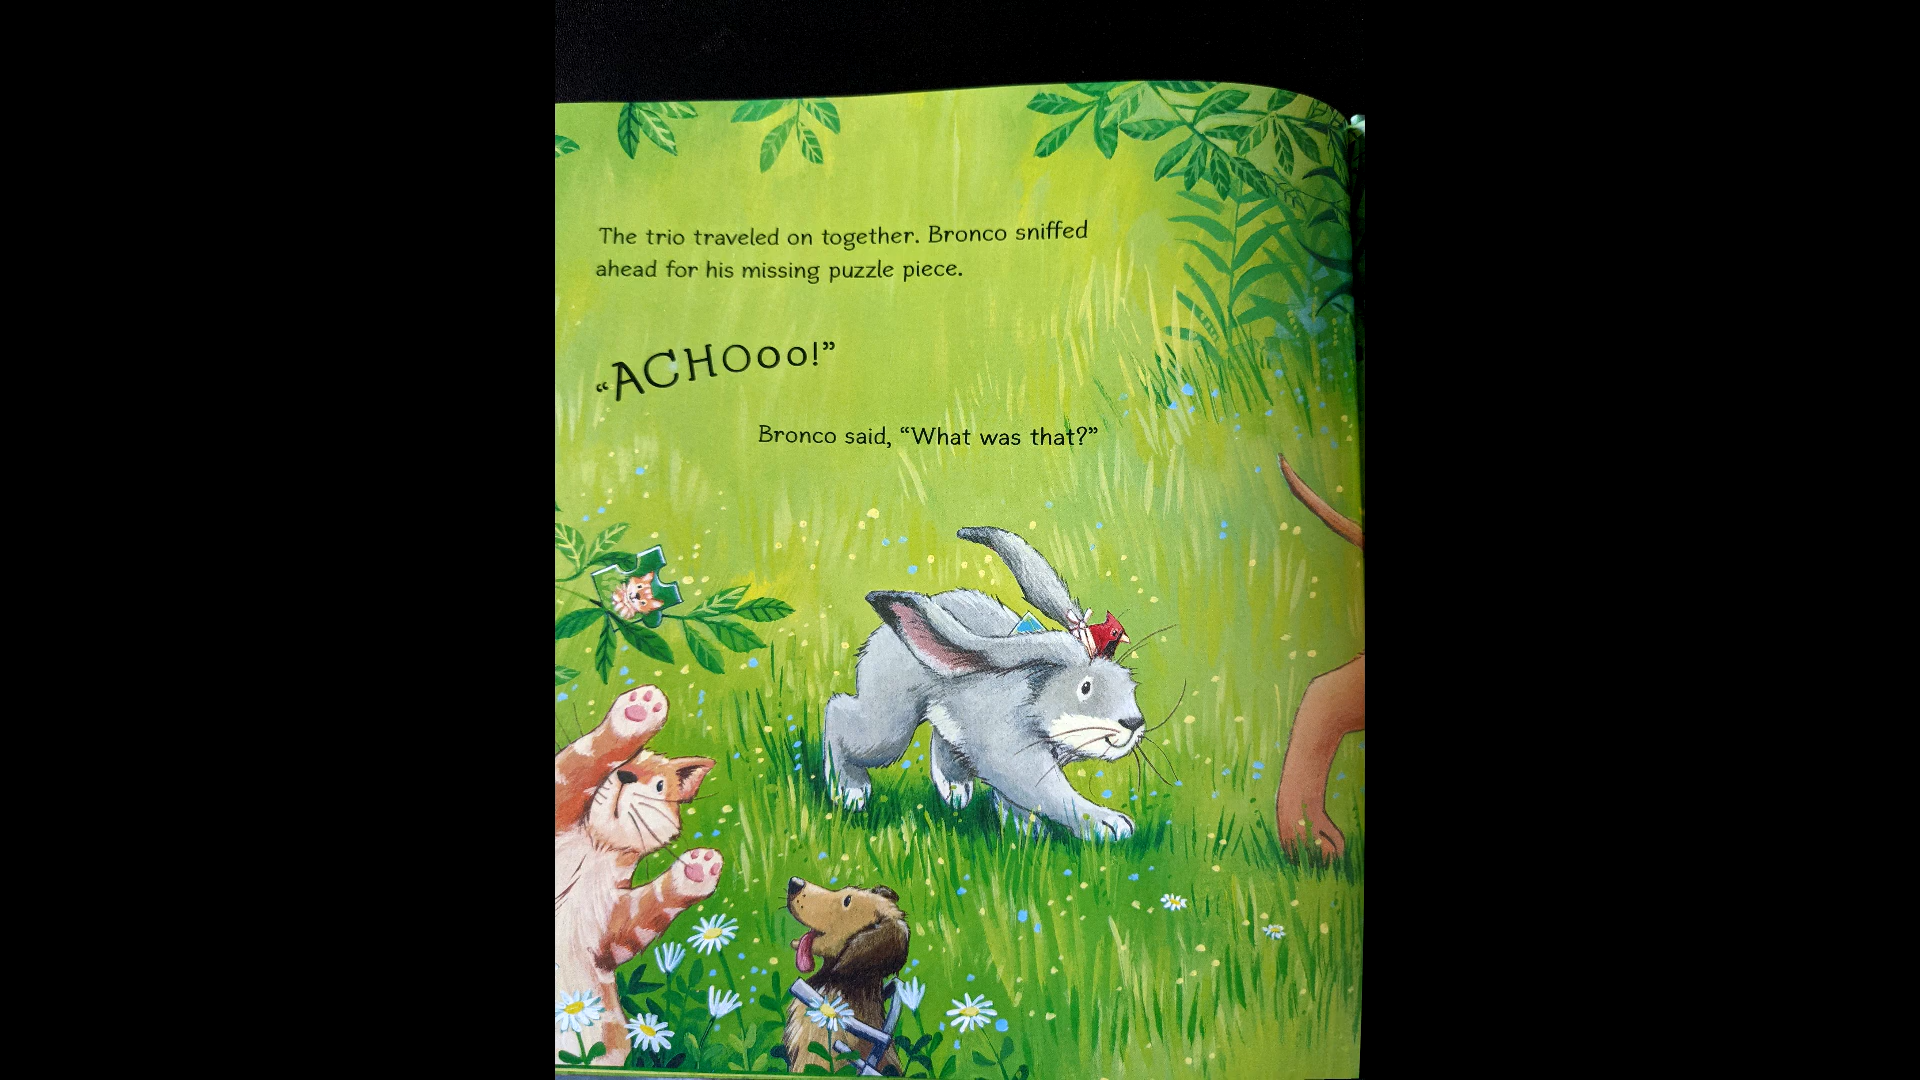 The trio traveled on together. Bronco sniffed
ahead for his missing puzzle piece.
“ACHOoo!”
Bronco said, “What was that?”